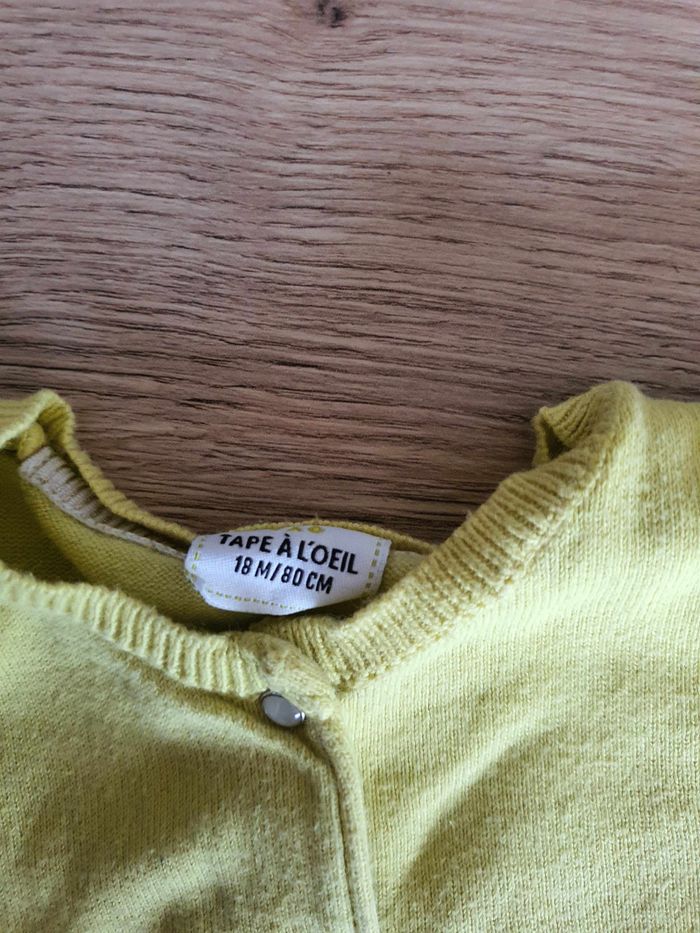 TAPE À L'OEIL
18 M/80 CM